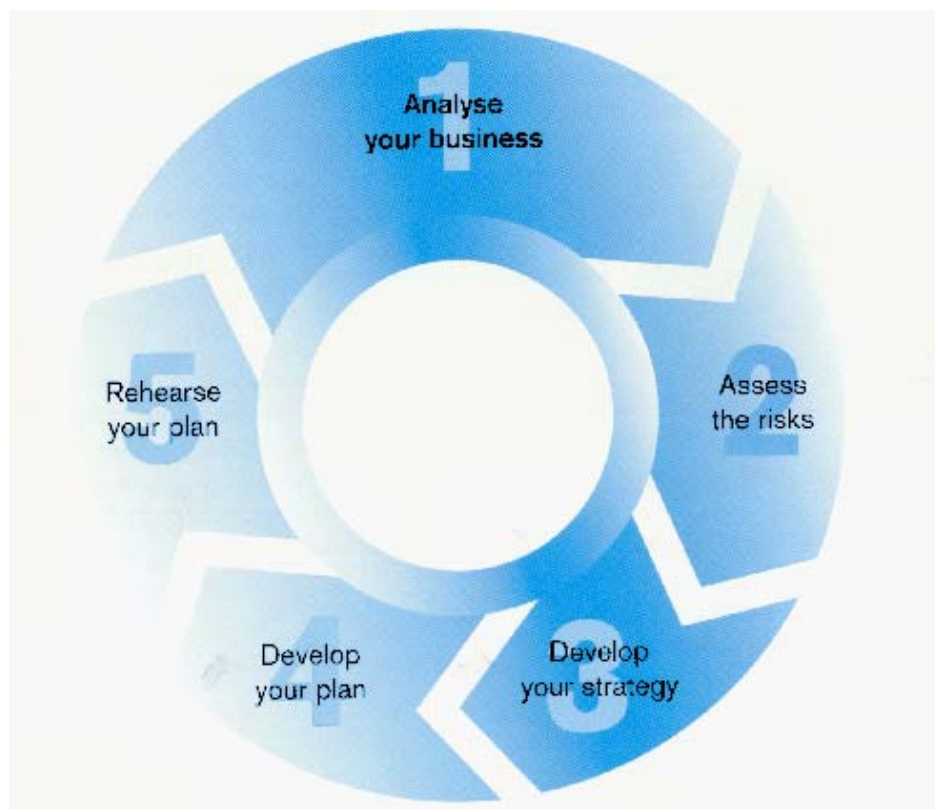 1
Analyse
your business
2
Assess
the risks
3
Develop
your strategy
4
Develop
your plan
5
Rehearse
your plan